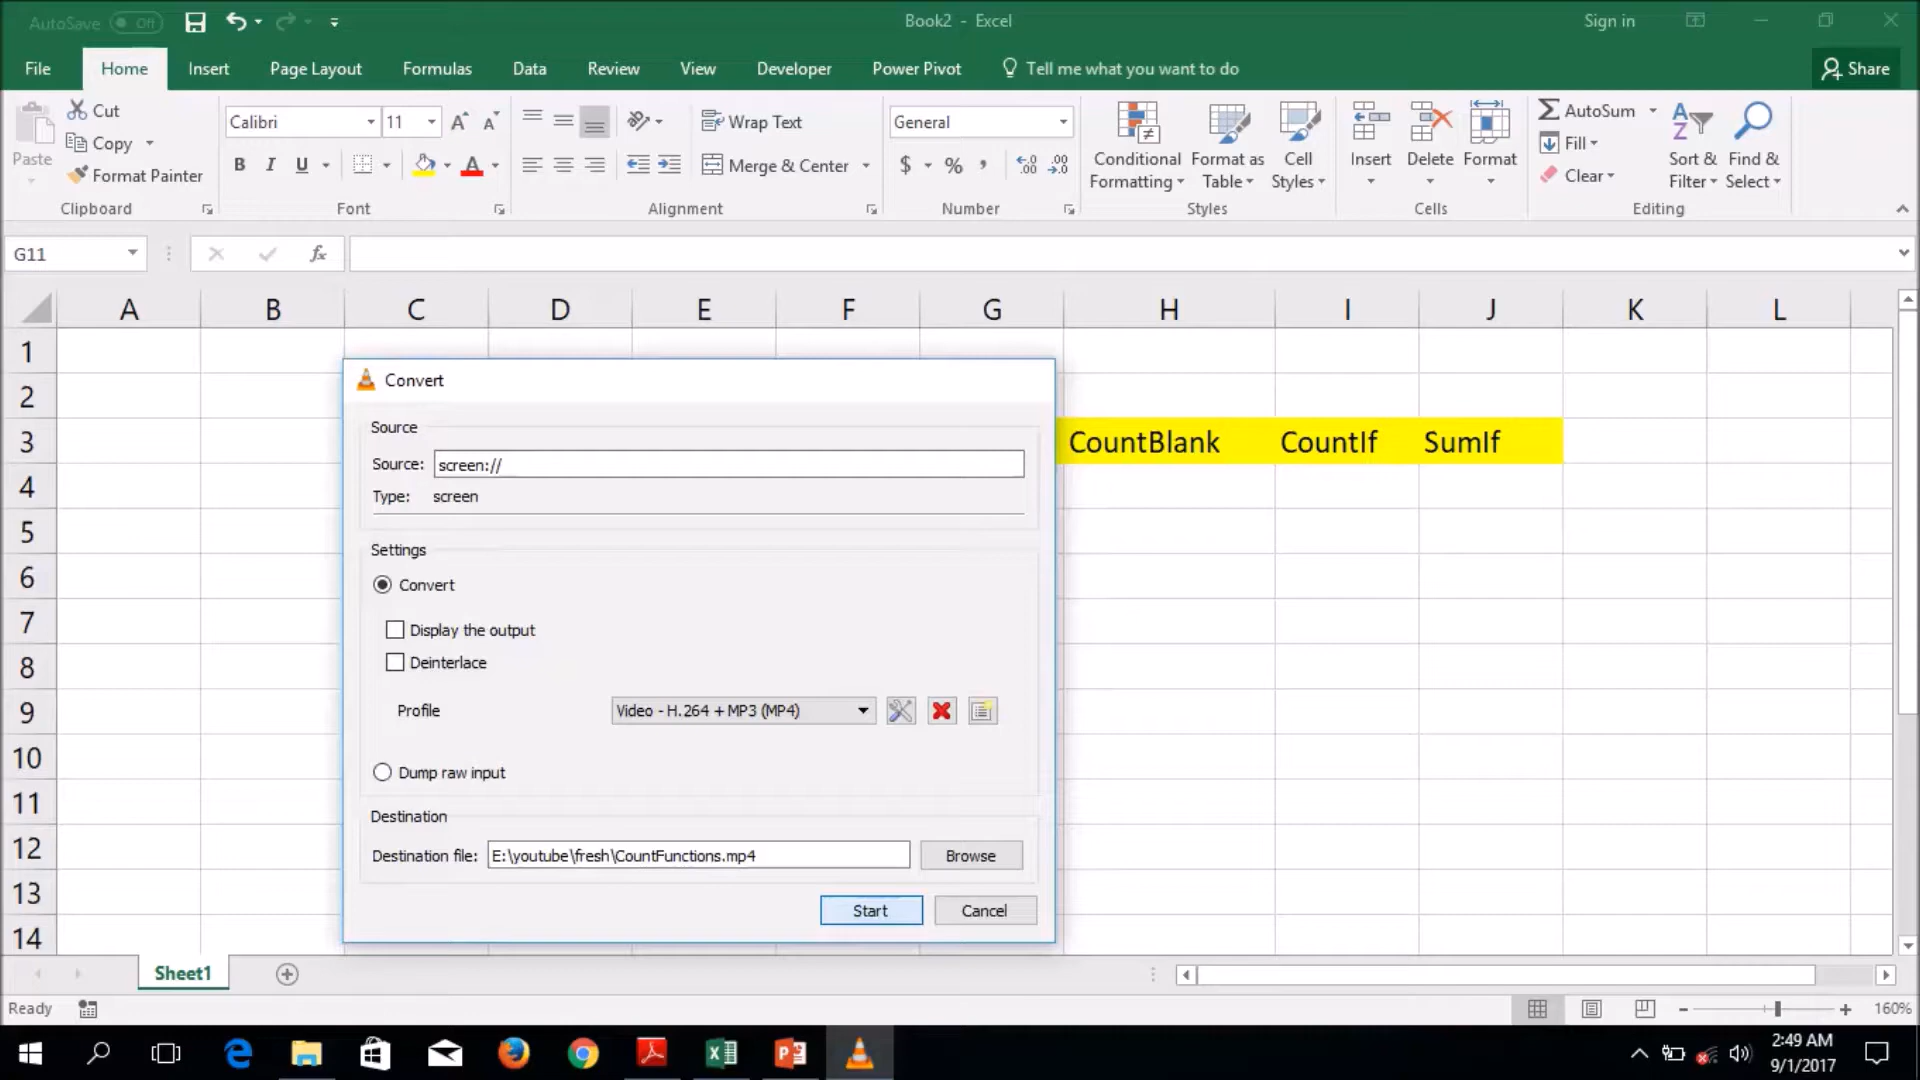 AutoSave Off
Book2 - Excel
Sign in
File Home Insert Page Layout Formulas Data Review View Developer Power Pivot Tell me what you want to do Share
Paste
Cut
Copy
Format Painter
Clipboard
Calibri 11
B I U
Font
Wrap Text
Merge & Center
Alignment
General
$ % ,
Number
Conditional Formatting
Format as Table
Cell Styles
Styles
Insert Delete Format
Cells
AutoSum
Fill
Clear
Sort & Filter
Find & Select
Editing
G11 fx
A B C D E F G H I J K L
1
2
3 CountBlank CountIf SumIf
4
5
6
7
8
9
10
11
12
13
14
Convert
Source
Source: screen://
Type: screen
Settings
Convert
Display the output
Deinterlace
Profile Video - H.264 + MP3 (MP4)
Dump raw input
Destination
Destination file: E:\youtube\fresh\CountFunctions.mp4 Browse
Start Cancel
Sheet1
Ready 160%
2:49 AM
9/1/2017